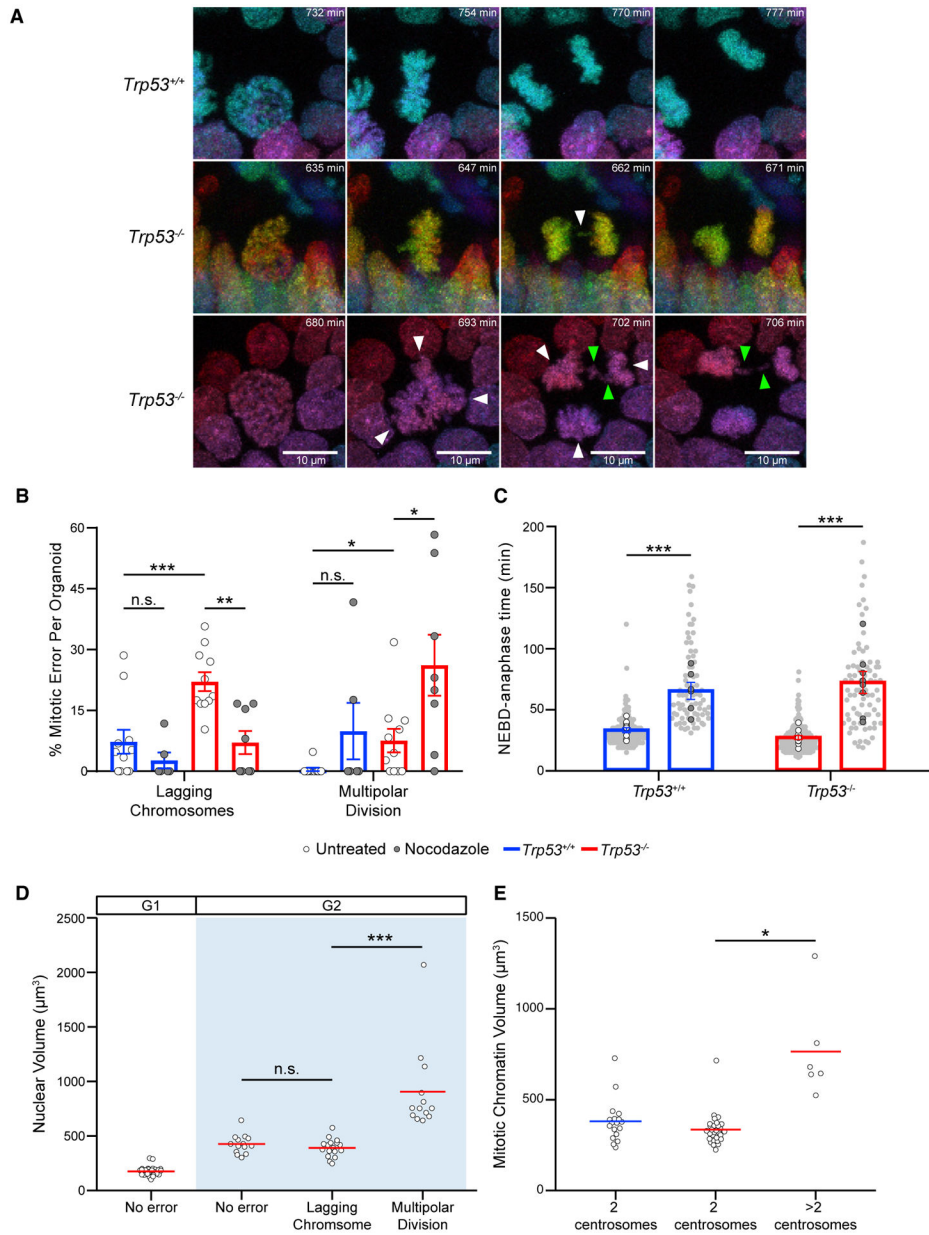 A
732 min
754 min
770 min
777 min
Trp53+/+
635 min
647 min
662 min
671 min
Trp53-/-
680 min
693 min
702 min
706 min
Trp53-/-
10 µm
10 µm
10 µm
10 µm
B
% Mitotic Error Per Organoid
60
45
30
15
0
***
n.s.
**
*
n.s.
*
Lagging
Chromosomes
Multipolar
Division
C
NEBD-anaphase time (min)
200
150
100
50
0
***
***
Trp53+/+
Trp53-/-
Untreated
Nocodazole
Trp53+/+
Trp53-/-
D
G1
G2
Nuclear Volume (µm³)
2500
2000
1500
1000
500
0
n.s.
***
No error
No error
Lagging
Chromsome
Multipolar
Division
E
Mitotic Chromatin Volume (µm³)
1500
1000
500
0
*
2
centrosomes
2
centrosomes
>2
centrosomes